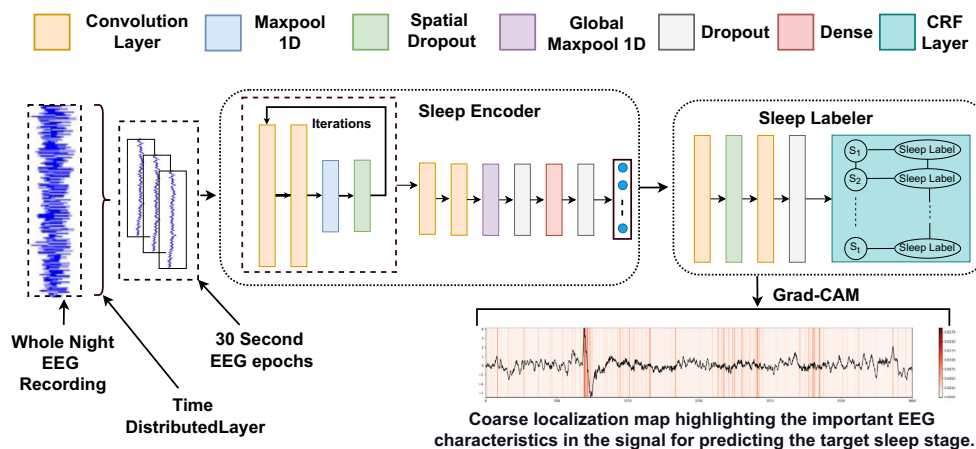 Convolution Layer
Maxpool 1D
Spatial Dropout
Global Maxpool 1D
Dropout
Dense
CRF Layer
Sleep Encoder
Iterations
Sleep Labeler
S1
Sleep Label
S2
Sleep Label
St
Sleep Label
Whole Night
EEG
Recording
Time
DistributedLayer
30 Second
EEG epochs
Grad-CAM
Coarse localization map highlighting the important EEG
characteristics in the signal for predicting the target sleep stage.